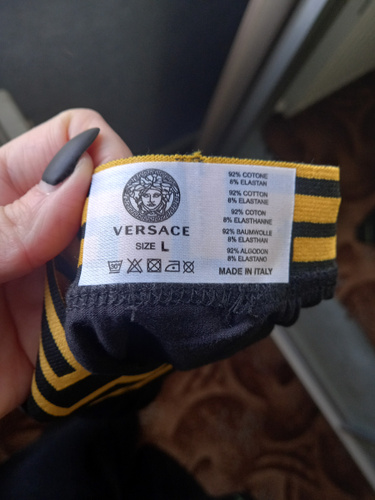 VERSACE
SIZE L
92% COTONE
8% ELASTAN
92% COTTON
8% ELASTANE
92% COTON
8% ELASTHANNE
92% BAUMWOLLE
8% ELASTHAN
92% ALGODON
8% ELASTANO
MADE IN ITALY